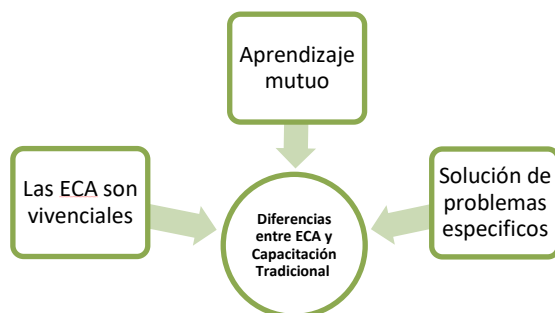 Aprendizaje
mutuo
Las ECA son
vivenciales
Solución de
problemas
especificos
Diferencias
entre ECA y
Capacitación
Tradicional